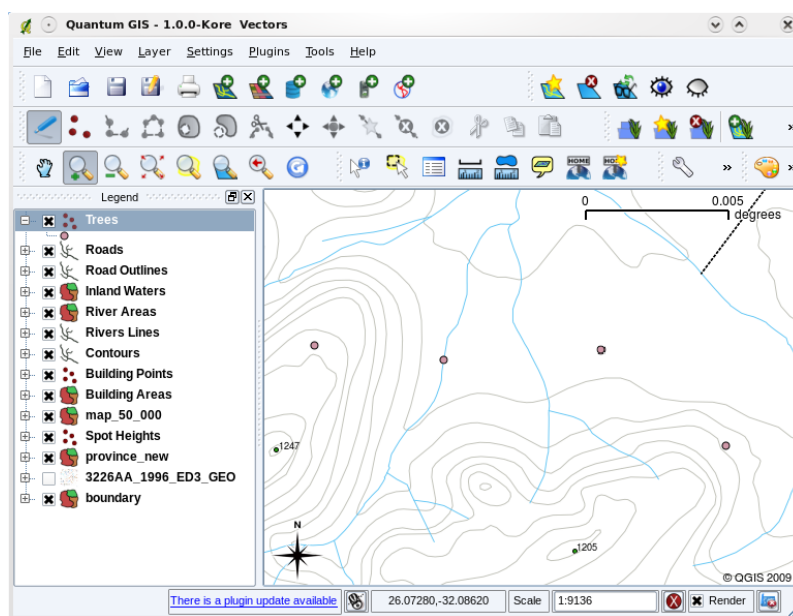 Quantum GIS - 1.0.0-Kore Vectors
File Edit View Layer Settings Plugins Tools Help
Legend
Trees
Roads
Road Outlines
Inland Waters
River Areas
Rivers Lines
Contours
Building Points
Building Areas
map_50_000
Spot Heights
province_new
3226AA_1996_ED3_GEO
boundary
HOME
0 0.005
degrees
1247
1205
N
© QGIS 2009
There is a plugin update available 26.07280,-32.08620 Scale 1:9136 Render